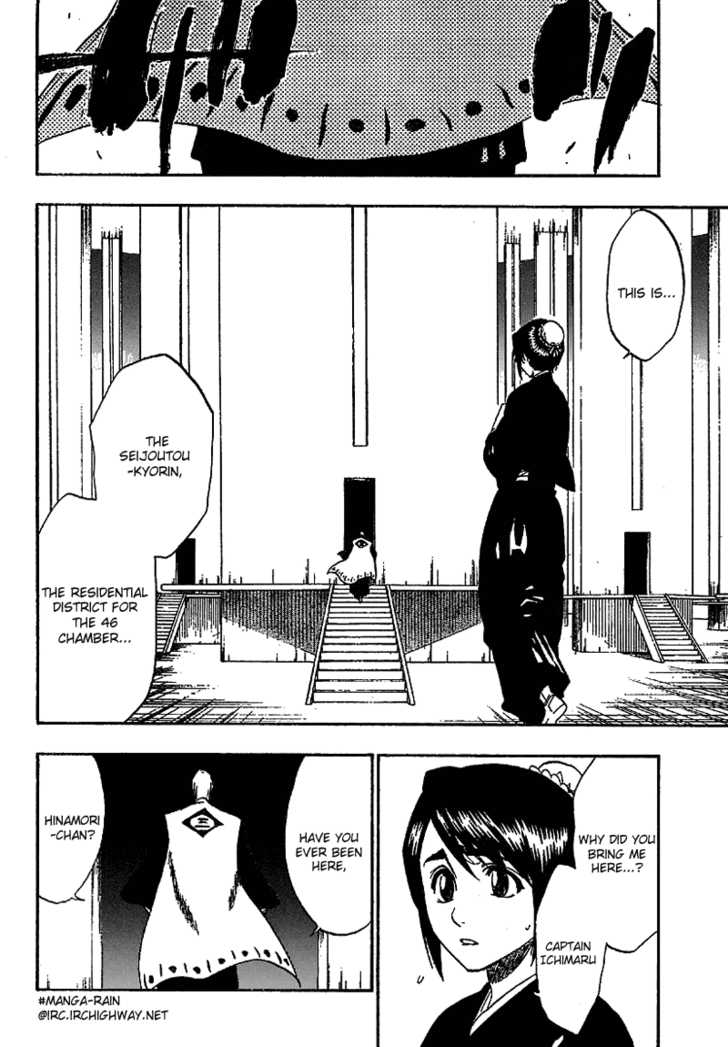 THIS IS...
THE
SEIJOUTOU
-KYORIN,
THE RESIDENTIAL
DISTRICT FOR
THE 46
CHAMBER...
WHY DID YOU
BRING ME
HERE...?
CAPTAIN
ICHIMARU
HAVE YOU
EVER BEEN
HERE,
HINAMORI
-CHAN?
三
#MANGA-RAIN
@IRC.IRCHIGHWAY.NET